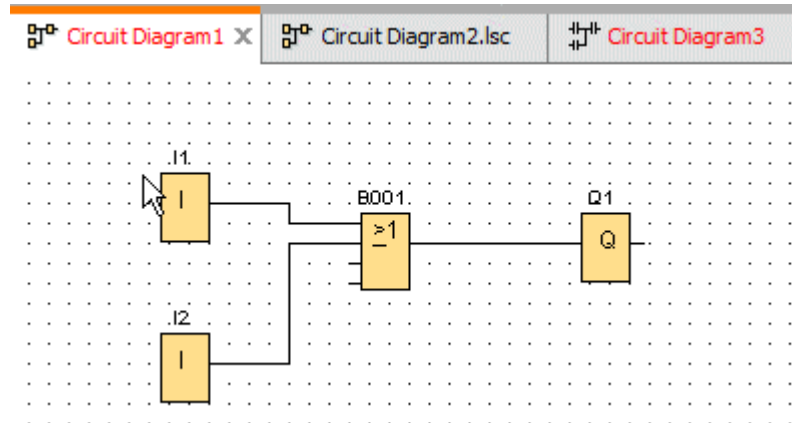 Circuit Diagram1 X
Circuit Diagram2.lsc
Circuit Diagram3
.I1.
I
B001.
≥1
Q1
Q
.I2
I